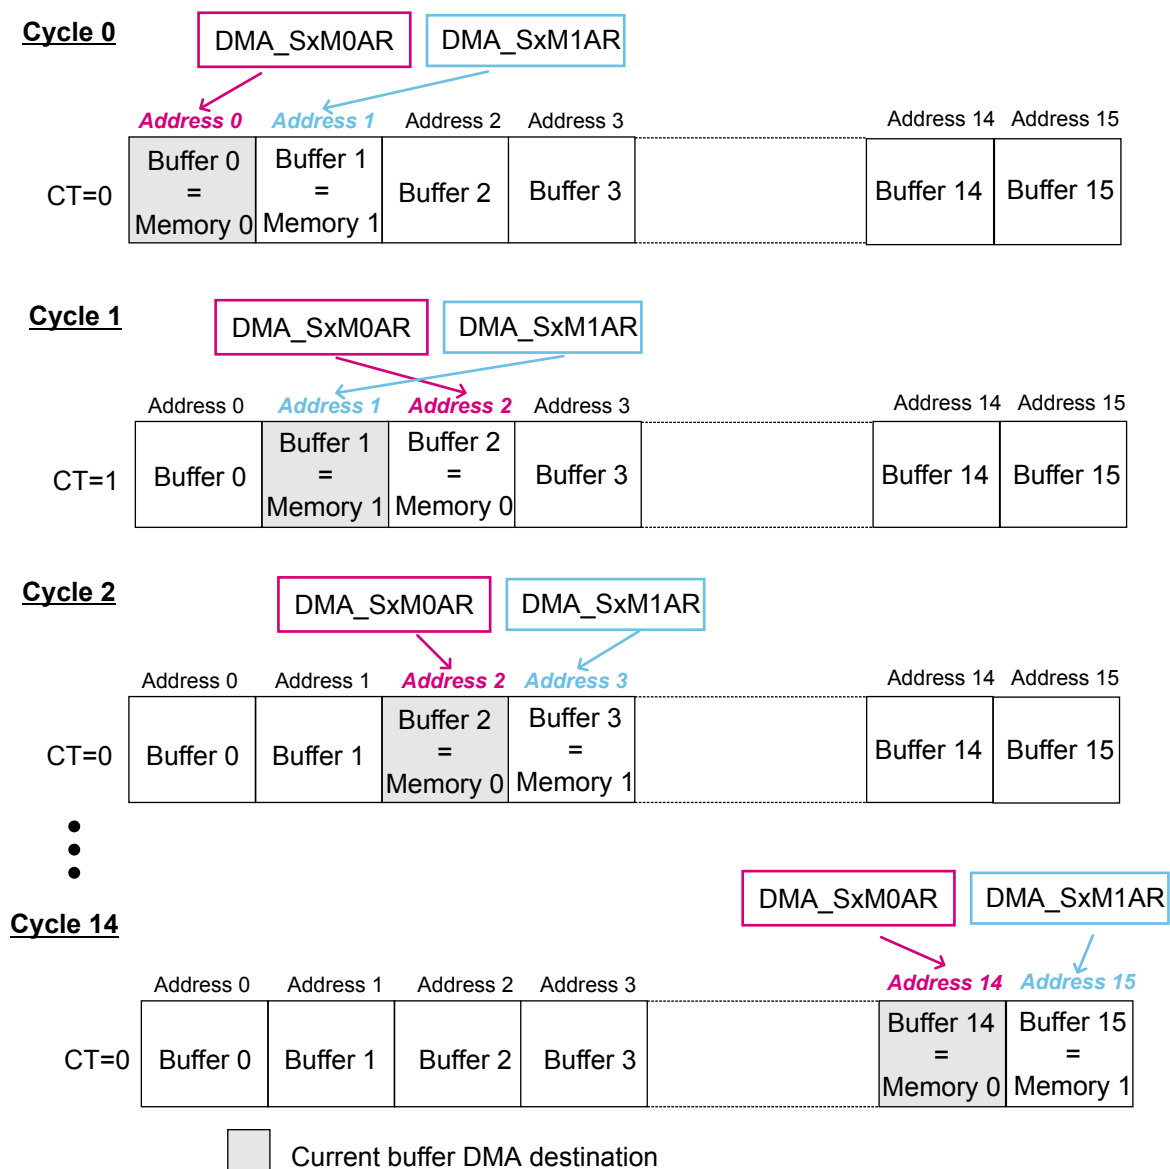 Cycle 0
DMA_SxM0AR DMA_SxM1AR
Address 0 Address 1 Address 2 Address 3 Address 14 Address 15
CT=0
Buffer 0
=
Memory 0
Buffer 1
=
Memory 1
Buffer 2
Buffer 3
Buffer 14
Buffer 15
Cycle 1
DMA_SxM0AR DMA_SxM1AR
Address 0 Address 1 Address 2 Address 3 Address 14 Address 15
CT=1
Buffer 0
Buffer 1
=
Memory 1
Buffer 2
=
Memory 0
Buffer 3
Buffer 14
Buffer 15
Cycle 2
DMA_SxM0AR DMA_SxM1AR
Address 0 Address 1 Address 2 Address 3 Address 14 Address 15
CT=0
Buffer 0
Buffer 1
Buffer 2
=
Memory 0
Buffer 3
=
Memory 1
Buffer 14
Buffer 15
Cycle 14
DMA_SxM0AR DMA_SxM1AR
Address 0 Address 1 Address 2 Address 3 Address 14 Address 15
CT=0
Buffer 0
Buffer 1
Buffer 2
Buffer 3
Buffer 14
=
Memory 0
Buffer 15
=
Memory 1
Current buffer DMA destination